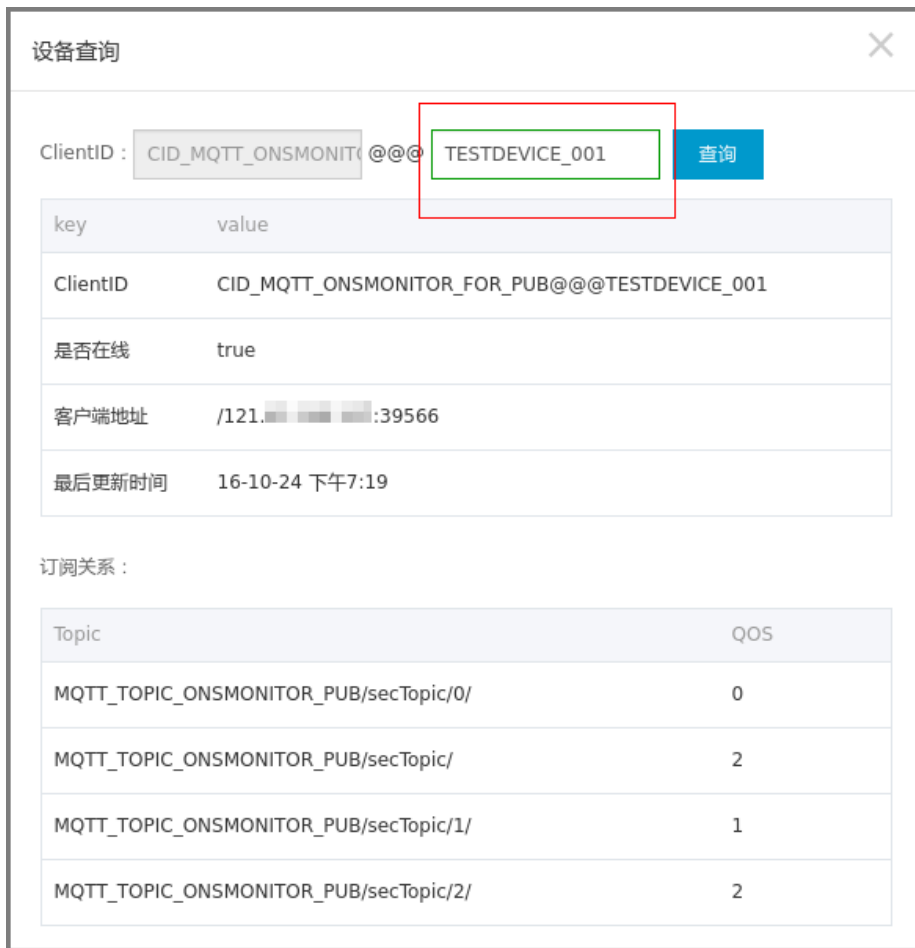 设备查询
ClientID : CID_MQTT_ONSMONIT @@@ TESTDEVICE_001 查询
key value
ClientID CID_MQTT_ONSMONITOR_FOR_PUB@@@TESTDEVICE_001
是否在线 true
客户端地址 /121. :39566
最后更新时间 16-10-24 下午7:19
订阅关系 :
Topic QOS
MQTT_TOPIC_ONSMONITOR_PUB/secTopic/0/ 0
MQTT_TOPIC_ONSMONITOR_PUB/secTopic/ 2
MQTT_TOPIC_ONSMONITOR_PUB/secTopic/1/ 1
MQTT_TOPIC_ONSMONITOR_PUB/secTopic/2/ 2